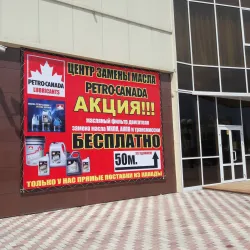 PETRO-CANADA
LUBRICANTS
ЦЕНТР ЗАМЕНЫ МАСЛА
PETRO-CANADA
АКЦИЯ!!!
масляный фильтр двигателя
замена масла МКПП, АКПП и трансмиссии
БЕСПЛАТНО
50м.
ТОЛЬКО У НАС ПРЯМЫЕ ПОСТАВКИ ИЗ КАНАДЫ!